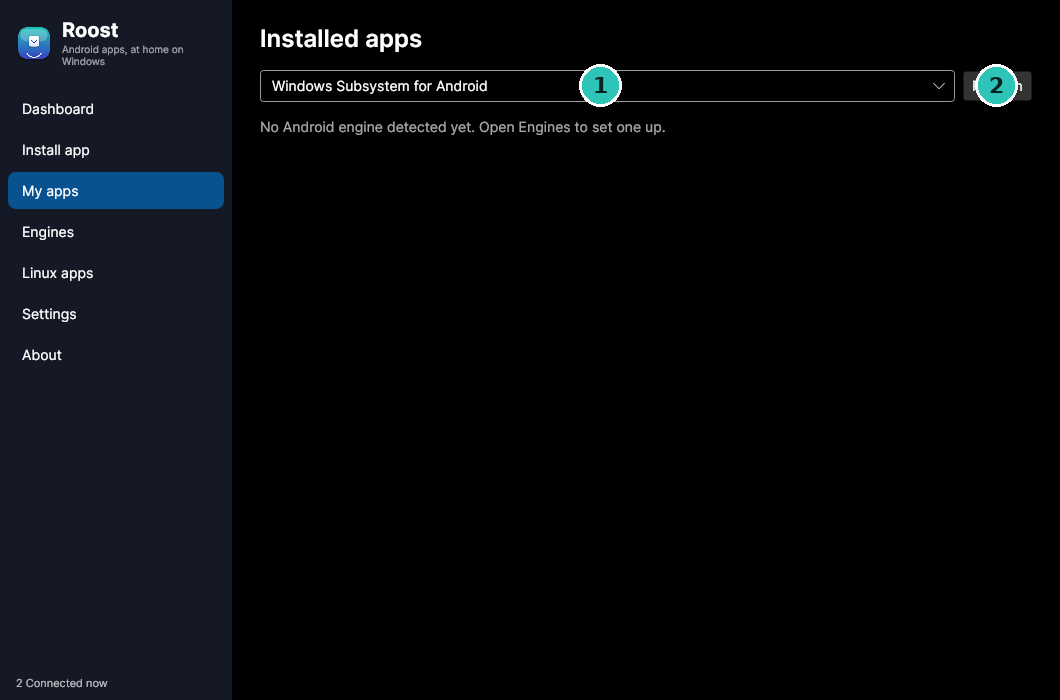 Roost
Android apps, at home on
Windows
Dashboard
Install app
My apps
Engines
Linux apps
Settings
About
2 Connected now
Installed apps
Windows Subsystem for Android
1
2
No Android engine detected yet. Open Engines to set one up.